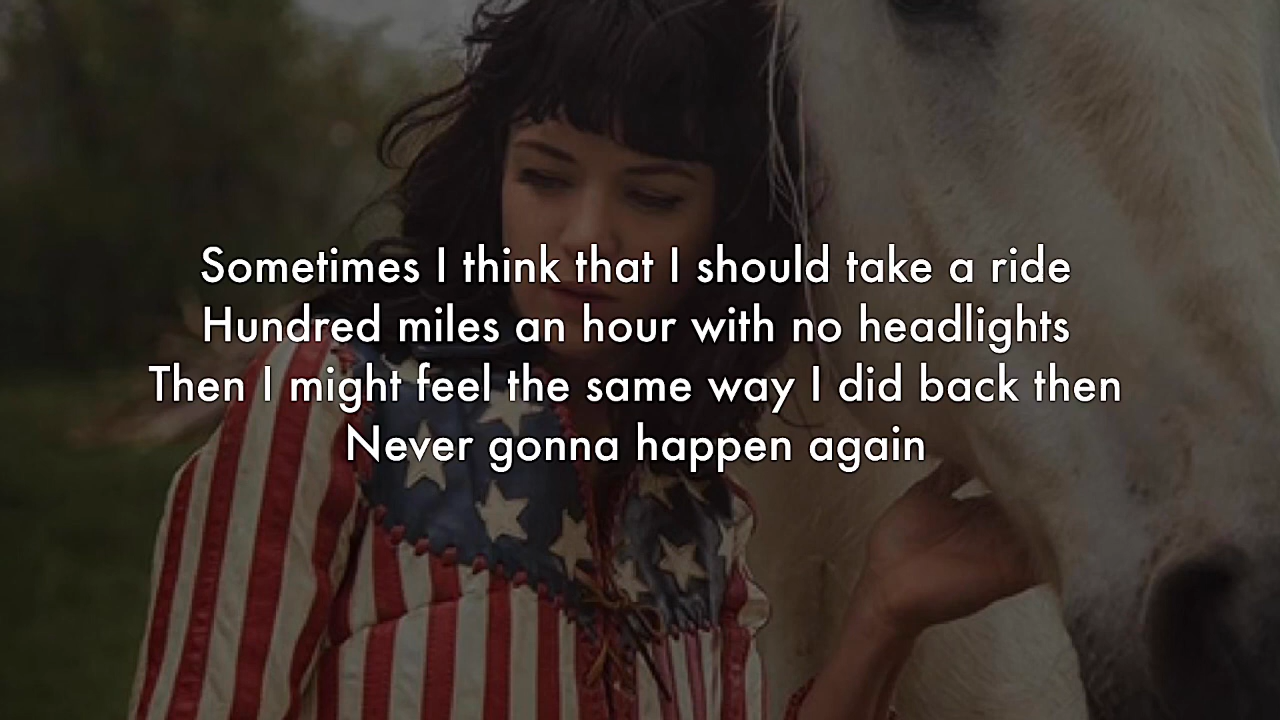 Sometimes I think that I should take a ride
Hundred miles an hour with no headlights
Then I might feel the same way I did back then
Never gonna happen again